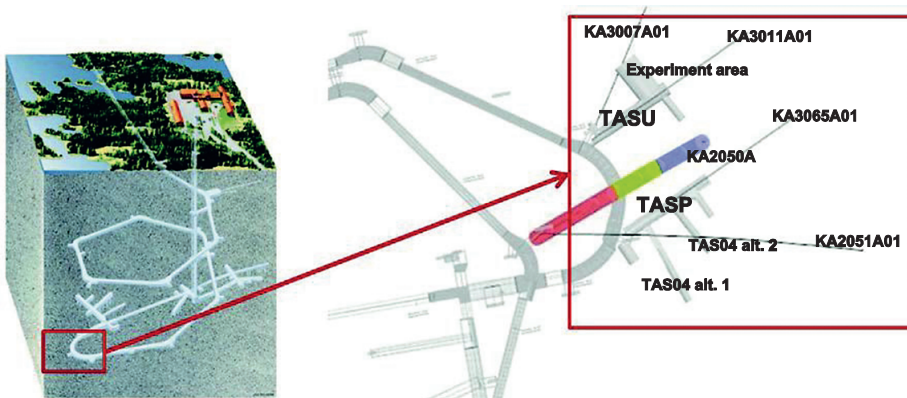 KA3007A01
KA3011A01
Experiment area
KA3065A01
TASU
KA2050A
TASP
KA2051A01
TAS04 alt. 2
TAS04 alt. 1